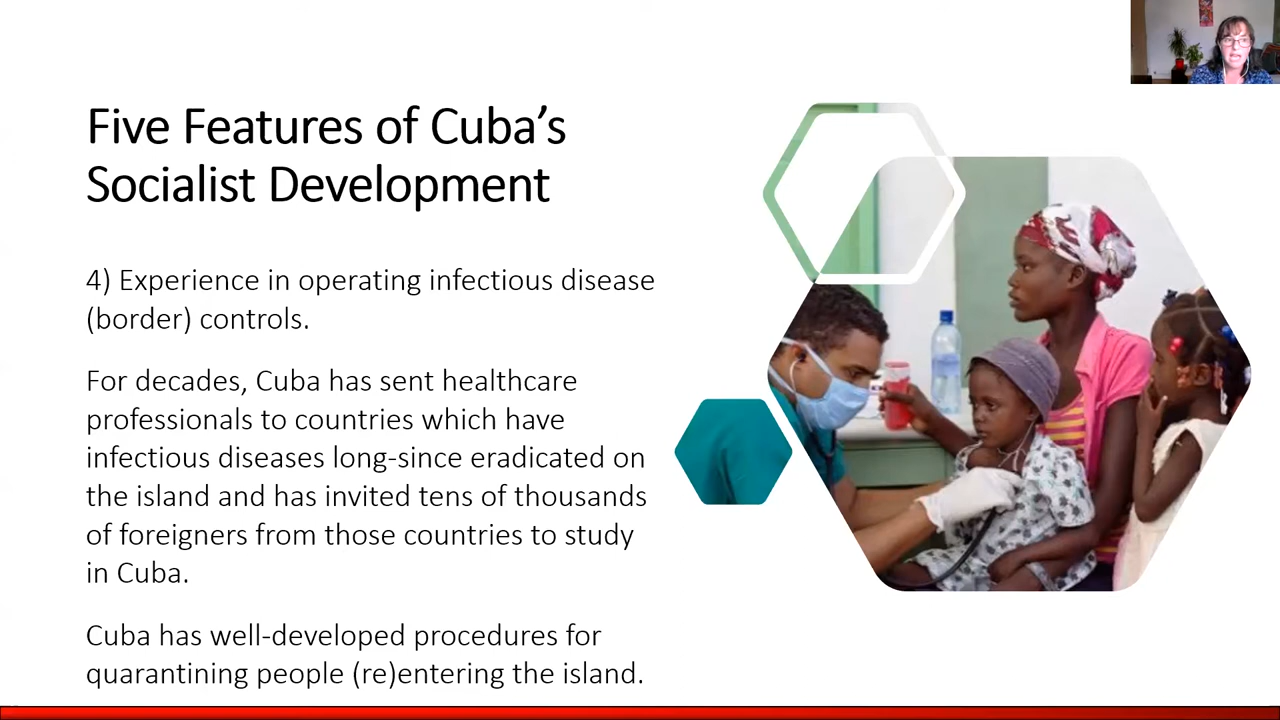 Five Features of Cuba’s
Socialist Development
4) Experience in operating infectious disease
(border) controls.
For decades, Cuba has sent healthcare
professionals to countries which have
infectious diseases long-since eradicated on
the island and has invited tens of thousands
of foreigners from those countries to study
in Cuba.
Cuba has well-developed procedures for
quarantining people (re)entering the island.